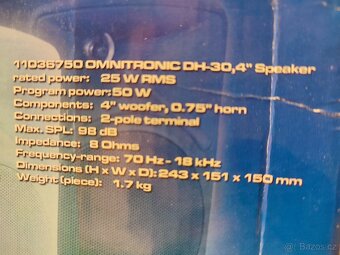 11036750 OMNITRONIC DH-30,4" Speaker
rated power: 25 W RMS
Program power: 50 W
Components: 4" woofer, 0.75" horn
Connections: 2-pole terminal
Max. SPL: 98 dB
Impedance: 8 Ohms
Frequency-range: 70 Hz - 18 kHz
Dimensions (H x W x D): 243 x 151 x 150 mm
Weight (piece): 1.7 kg
Bazoš.cz